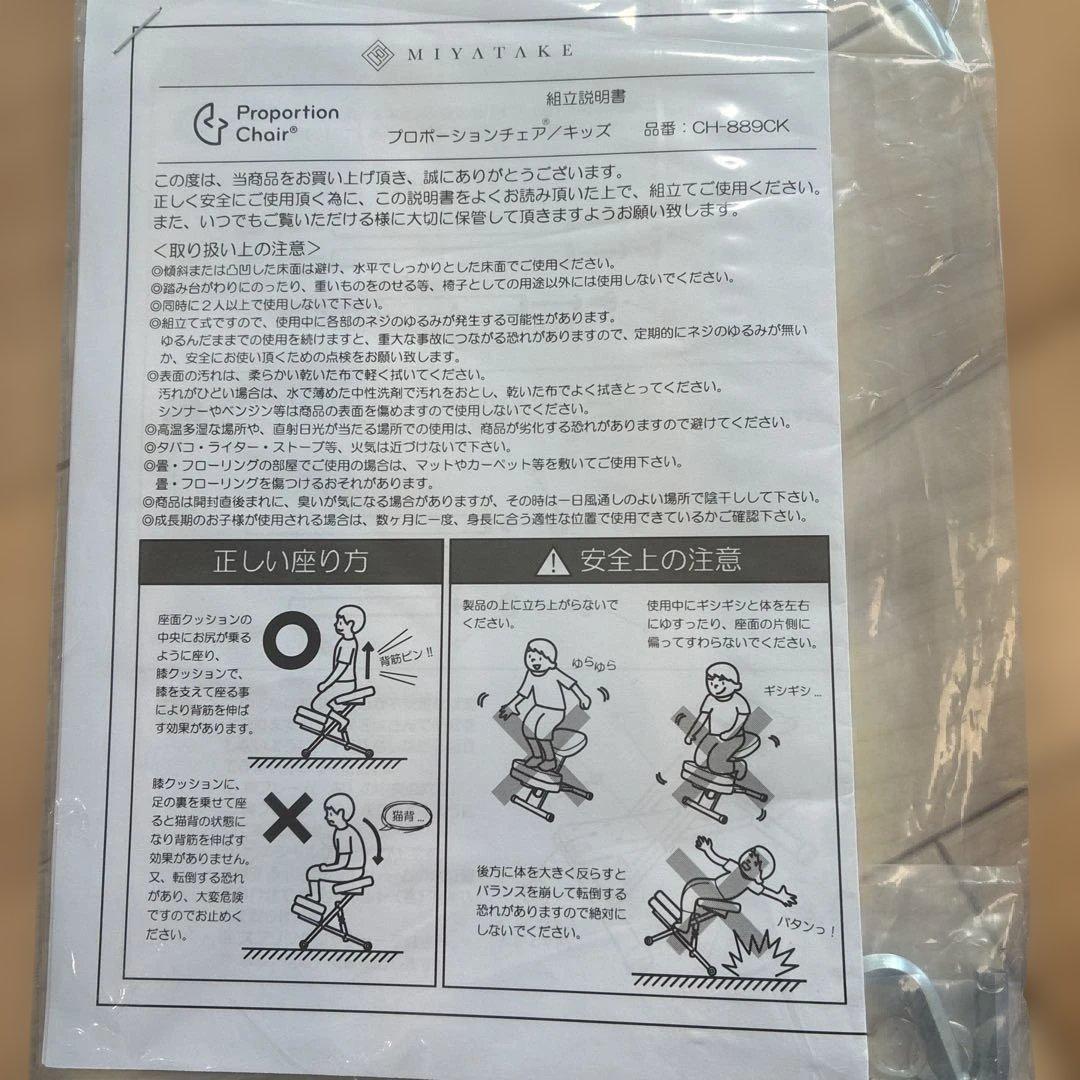 MIYATAKE
Proportion
Chair®
組立説明書
プロポーションチェア®／キッズ 品番：CH-889CK
この度は、当商品をお買い上げ頂き、誠にありがとうございます。
正しく安全にご使用頂く為に、この説明書をよくお読み頂いた上で、組立てご使用ください。
また、いつでもご覧いただける様に大切に保管して頂きますようお願い致します。
＜取り扱い上の注意＞
◎傾斜または凸凹した床面は避け、水平でしっかりとした床面でご使用ください。
◎踏み台がわりにのったり、重いものをのせる等、椅子としての用途以外には使用しないでください。
◎同時に２人以上で使用しないで下さい。
◎組立て式ですので、使用中に各部のネジのゆるみが発生する可能性があります。
ゆるんだままでの使用を続けますと、重大な事故につながる恐れがありますので、定期的にネジのゆるみが無い
か、安全にお使い頂くための点検をお願い致します。
◎表面の汚れは、柔らかい乾いた布で軽く拭いてください。
汚れがひどい場合は、水で薄めた中性洗剤で汚れをおとし、乾いた布でよく拭きとってください。
シンナーやベンジン等は商品の表面を傷めますので使用しないでください。
◎高温多湿な場所や、直射日光が当たる場所での使用は、商品が劣化する恐れがありますので避けてください。
◎タバコ・ライター・ストーブ等、火気は近づけないで下さい。
◎畳・フローリングの部屋でご使用の場合は、マットやカーペット等を敷いてご使用下さい。
畳・フローリングを傷つけるおそれがあります。
◎商品は開封直後まれに、臭いが気になる場合がありますが、その時は一日風通しのよい場所で陰干しして下さい。
◎成長期のお子様が使用される場合は、数ヶ月に一度、身長に合う適性な位置で使用できているかご確認下さい。
正しい座り方
座面クッションの
中央にお尻が乗る
ように座り、
膝クッションで、
膝を支えて座る事
により背筋を伸ば
す効果があります。
背筋ピン!!
膝クッションに、
足の裏を乗せて座
ると猫背の状態に
なり背筋を伸ばす
効果がありません。
又、転倒する恐れ
があり、大変危険
ですのでお止めく
ださい。
猫背…
安全上の注意
製品の上に立ち上がらないで
ください。
ゆらゆら
使用中にギシギシと体を左右
にゆすったり、座面の片側に
偏ってすわらないでください。
ギシギシ…
後方に体を大きく反らすと
バランスを崩して転倒する
恐れがありますので絶対に
しないでください。
バタンっ！